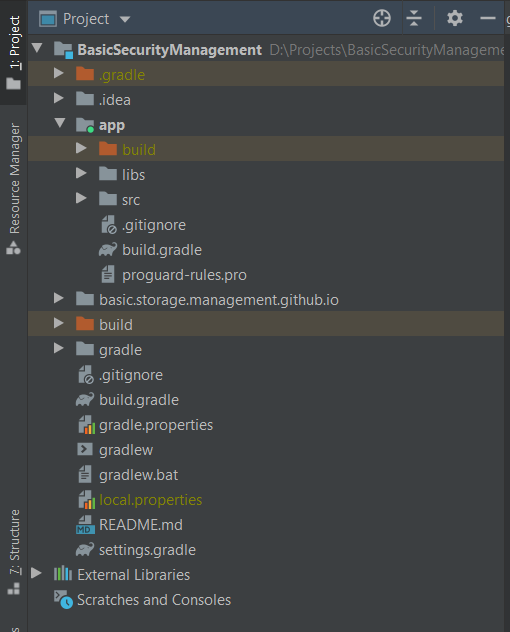 Project
BasicSecurityManagement D:\Projects\BasicSecurityManageme
.gradle
.idea
app
build
libs
src
.gitignore
build.gradle
proguard-rules.pro
basic.storage.management.github.io
build
gradle
.gitignore
build.gradle
gradle.properties
gradlew
gradlew.bat
local.properties
MD README.md
settings.gradle
External Libraries
Scratches and Consoles
1: Project
Resource Manager
7: Structure